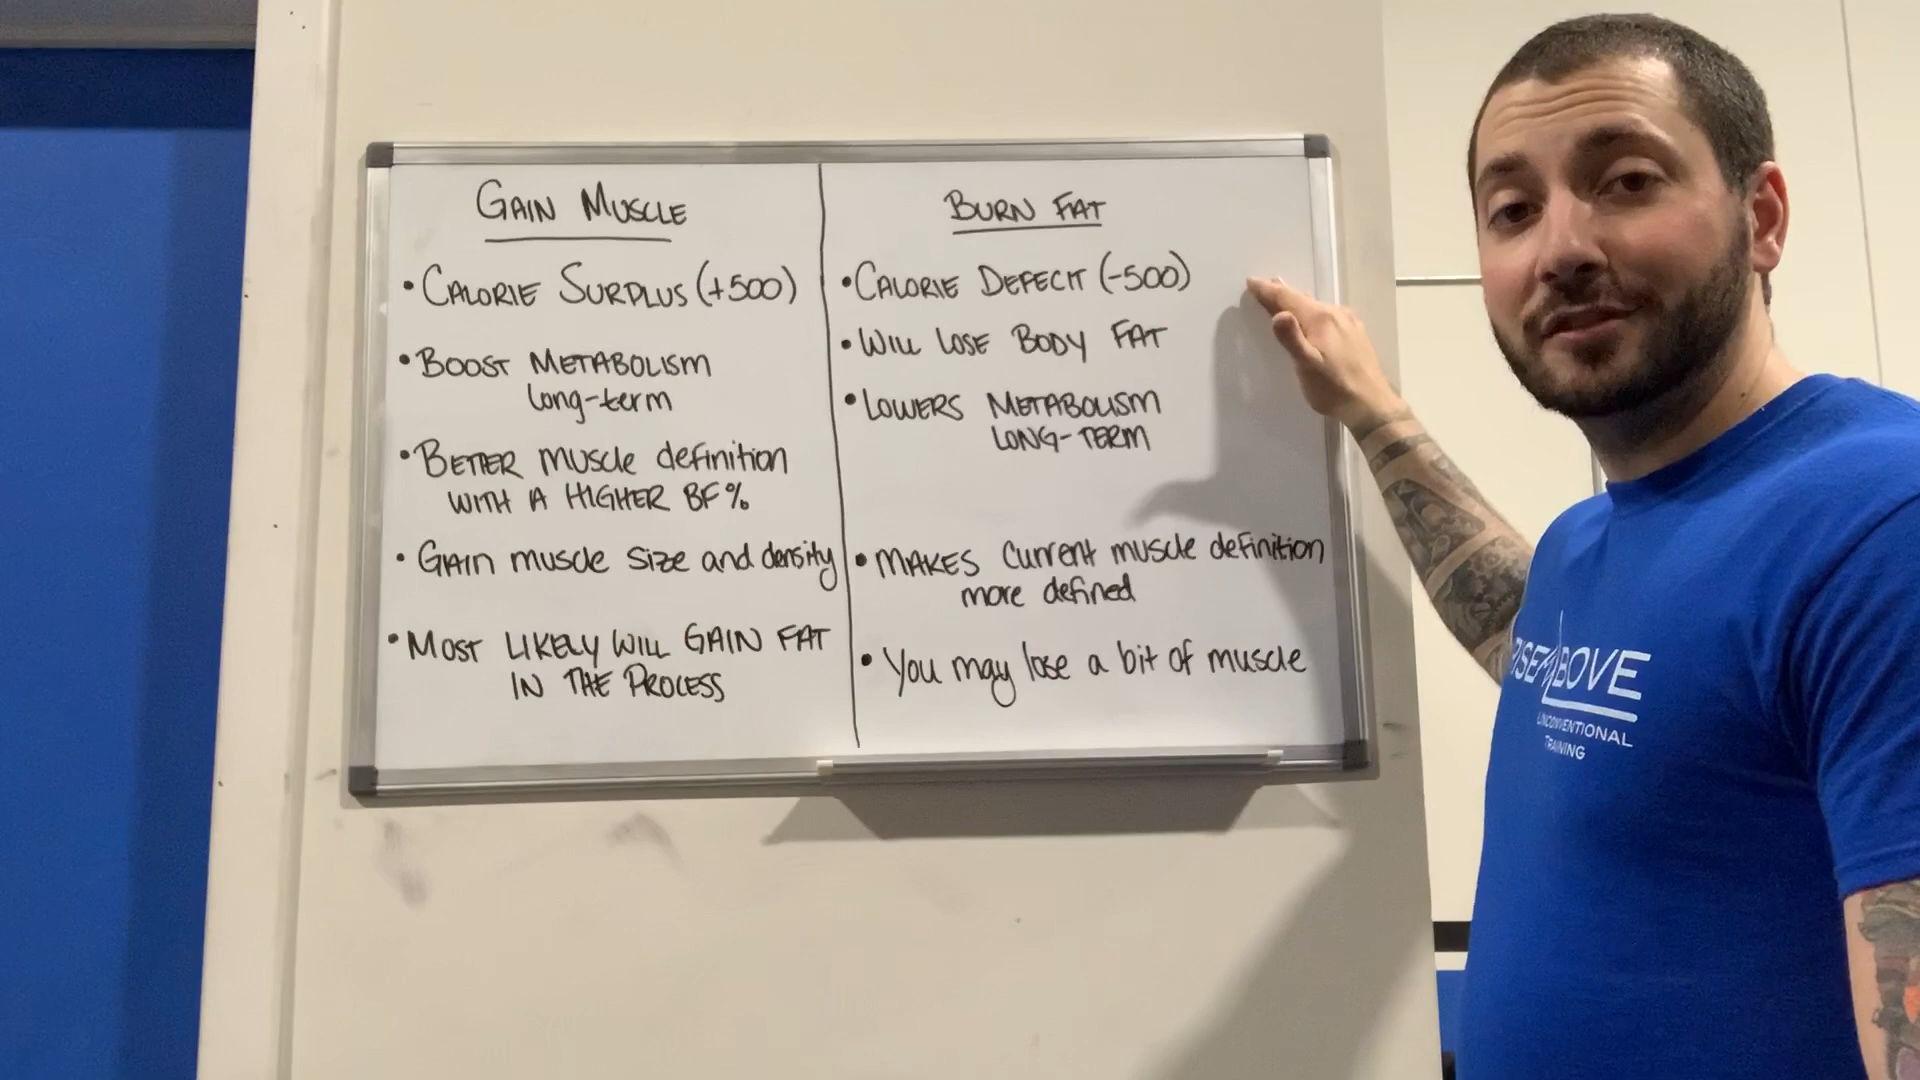 GAIN MUSCLE
• CALORIE SURPLUS (+500)
• BOOST METABOLISM
long-term
• BETTER muscle definition
WITH A HIGHER BF%
• GAIN muscle size and density
• MOST LIKELY WILL GAIN FAT
IN THE PROCESS
BURN FAT
• CALORIE DEFECIT (-500)
• WILL LOSE BODY FAT
• LOWERS METABOLISM
LONG-TERM
• MAKES current muscle definition
more defined
• You may lose a bit of muscle
RISE ABOVE
UNCONVENTIONAL
TRAINING